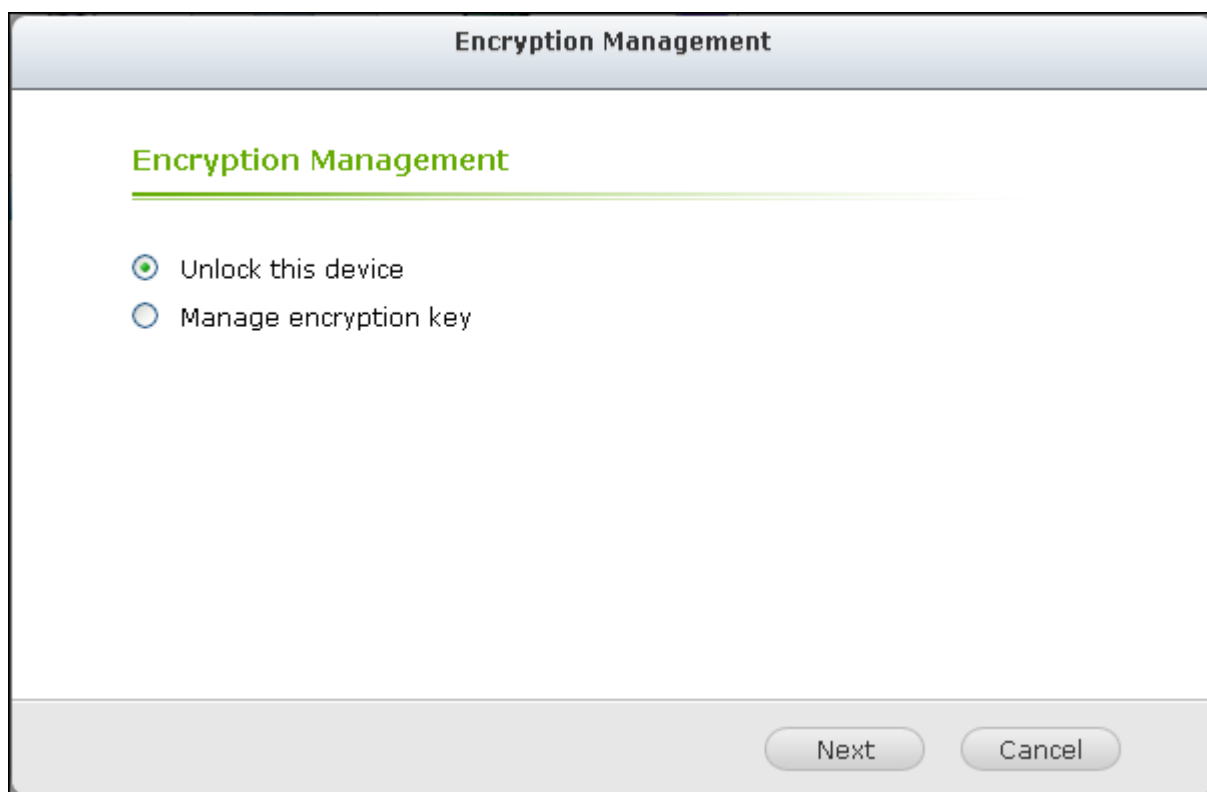 Encryption Management
Encryption Management
Unlock this device
Manage encryption key
Next Cancel